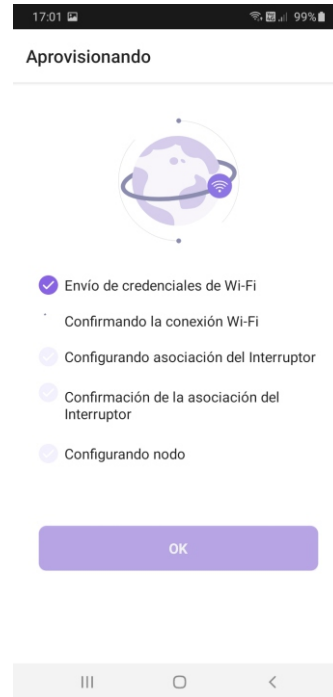 17:01 99%
Aprovisionando
Envío de credenciales de Wi-Fi
Confirmando la conexión Wi-Fi
Configurando asociación del Interruptor
Confirmación de la asociación del
Interruptor
Configurando nodo
OK